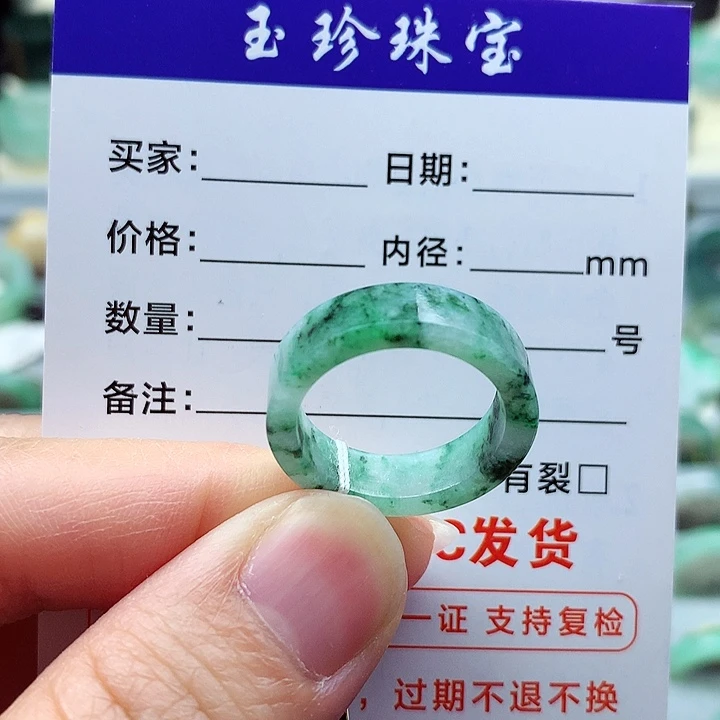 玉珍珠宝
买家: 日期:
价格: 内径: mm
数量: 号
备注:
有裂□
C发货
一证 支持复检
，过期不退不换